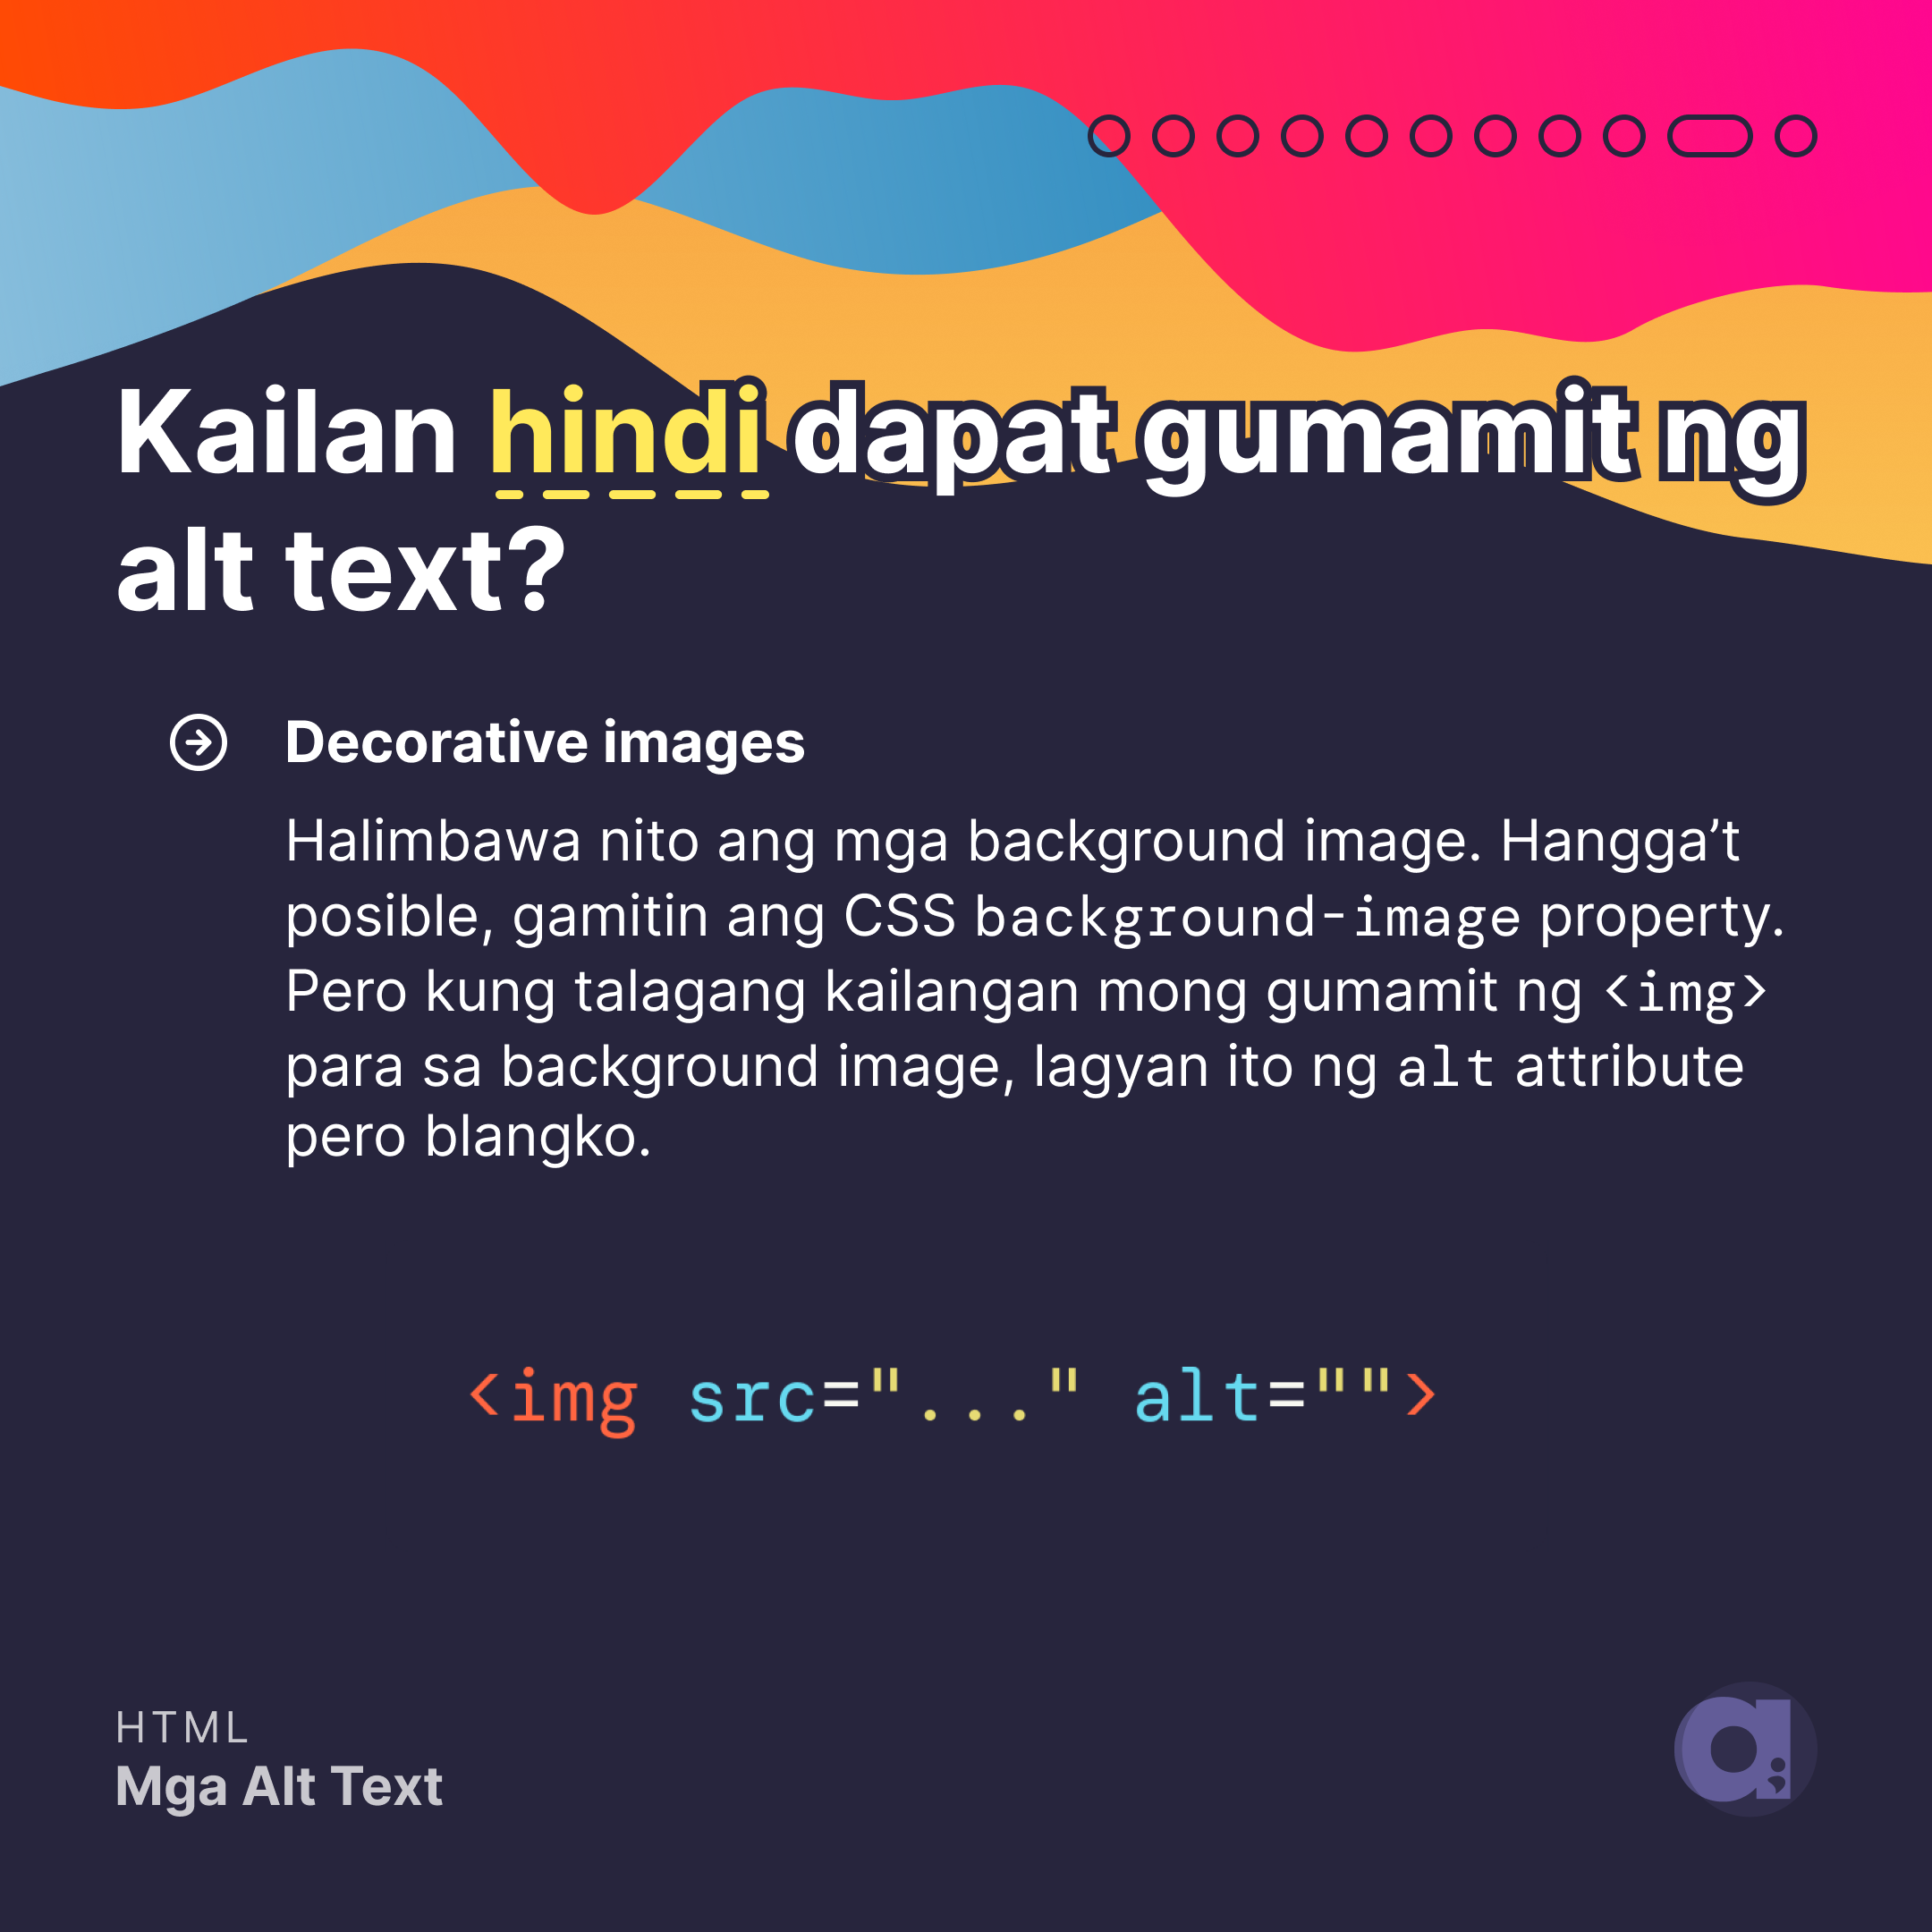 Kailan hindi dapat gumamit ng
alt text?
Decorative images
Halimbawa nito ang mga background image. Hangga’t
posible, gamitin ang CSS background-image property.
Pero kung talagang kailangan mong gumamit ng <img>
para sa background image, lagyan ito ng alt attribute
pero blangko.
<img src="..." alt="">
HTML
Mga Alt Text
a;